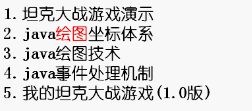 1. 坦克大战游戏演示
2. java绘图坐标体系
3. java绘图技术
4. java事件处理机制
5. 我的坦克大战游戏(1.0版)